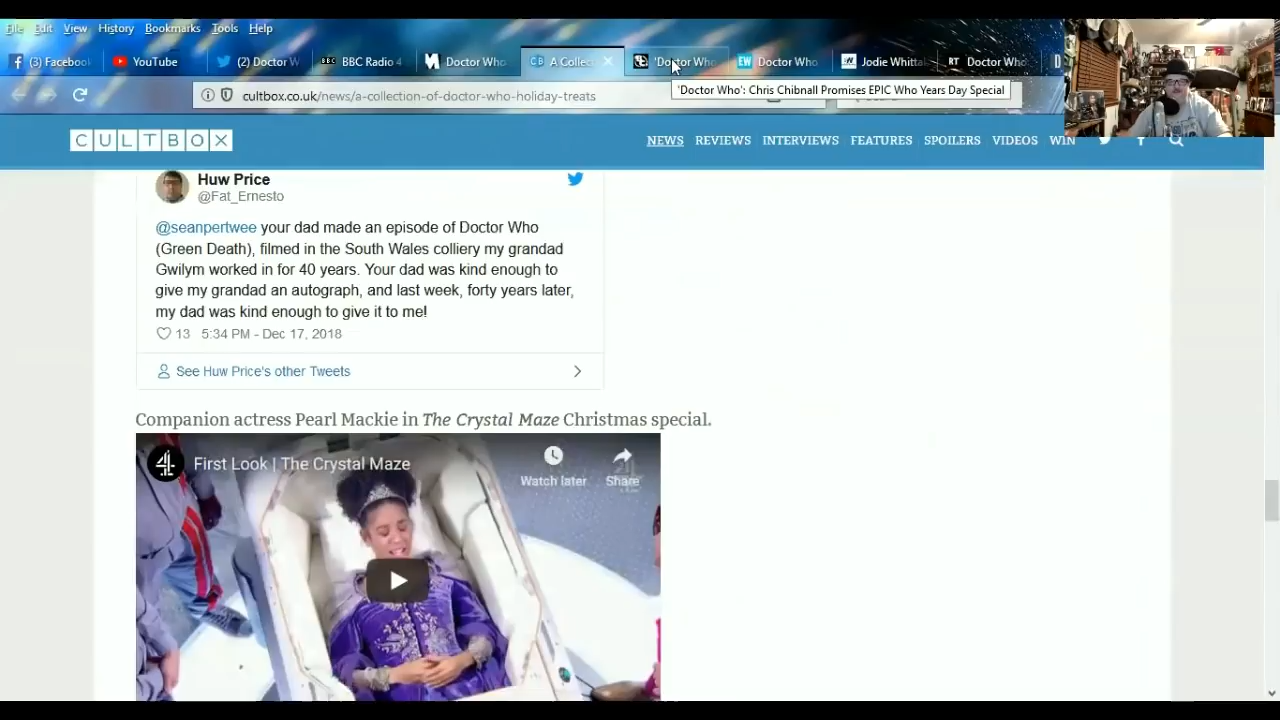 File Edit View History Bookmarks Tools Help
(3) Facebook YouTube (2) Doctor W BBC Radio 4 Doctor Who A Collec 'Doctor Who EW Doctor Who JW Jodie Whitta RT Doctor Who D
cultbox.co.uk/news/a-collection-of-doctor-who-holiday-treats
'Doctor Who': Chris Chibnall Promises EPIC Who Years Day Special
CULTBOX NEWS REVIEWS INTERVIEWS FEATURES SPOILERS VIDEOS WIN
Huw Price
@Fat_Ernesto
@seanpertwee your dad made an episode of Doctor Who
(Green Death), filmed in the South Wales colliery my grandad
Gwilym worked in for 40 years. Your dad was kind enough to
give my grandad an autograph, and last week, forty years later,
my dad was kind enough to give it to me!
13 5:34 PM - Dec 17, 2018
See Huw Price's other Tweets
Companion actress Pearl Mackie in The Crystal Maze Christmas special.
4 First Look | The Crystal Maze
Watch later Share